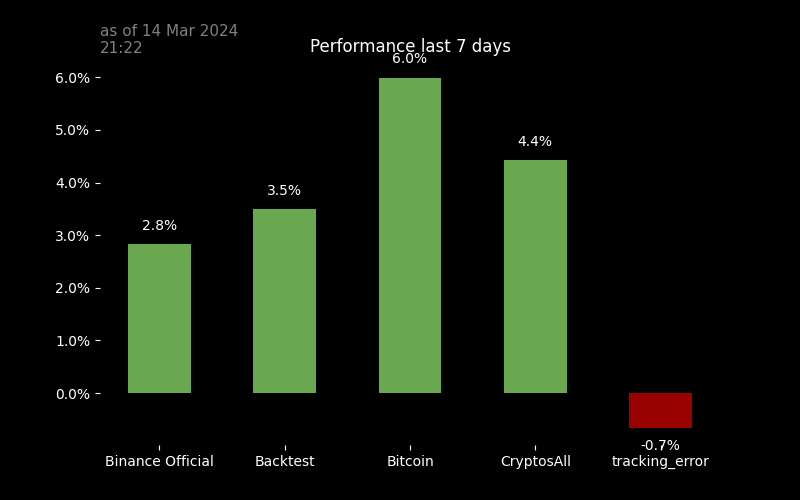 as of 14 Mar 2024
21:22
Performance last 7 days
6.0%
6.0%
5.0%
4.4%
4.0%
3.5%
3.0%
2.8%
2.0%
1.0%
0.0%
-0.7%
Binance Official
Backtest
Bitcoin
CryptosAll
tracking_error